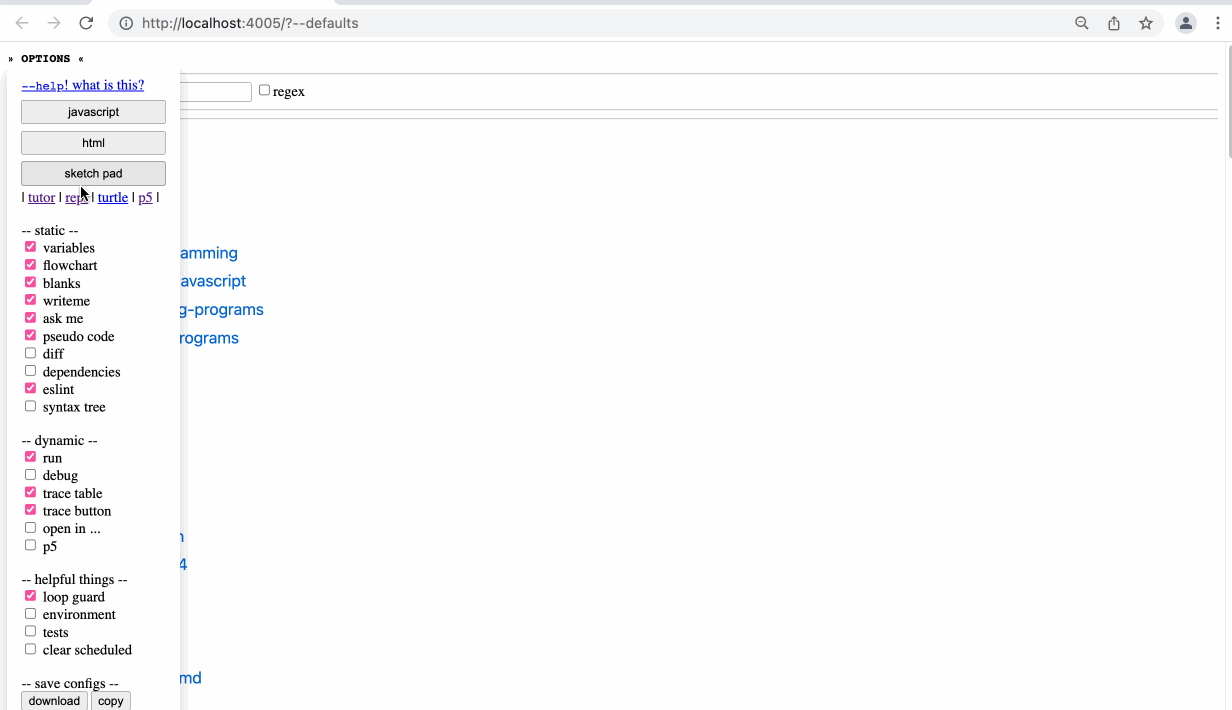 http://localhost:4005/?--defaults
» OPTIONS «
--help! what is this?
regex
javascript
html
sketch pad
| tutor | | turtle | p5 |
-- static --
variables
amming
flowchart
avascript
blanks
writeme
g-programs
ask me
pseudo code
rograms
diff
dependencies
eslint
syntax tree
-- dynamic --
run
debug
trace table
trace button
open in ...
p5
4
-- helpful things --
loop guard
environment
tests
clear scheduled
-- save configs --
md
download copy